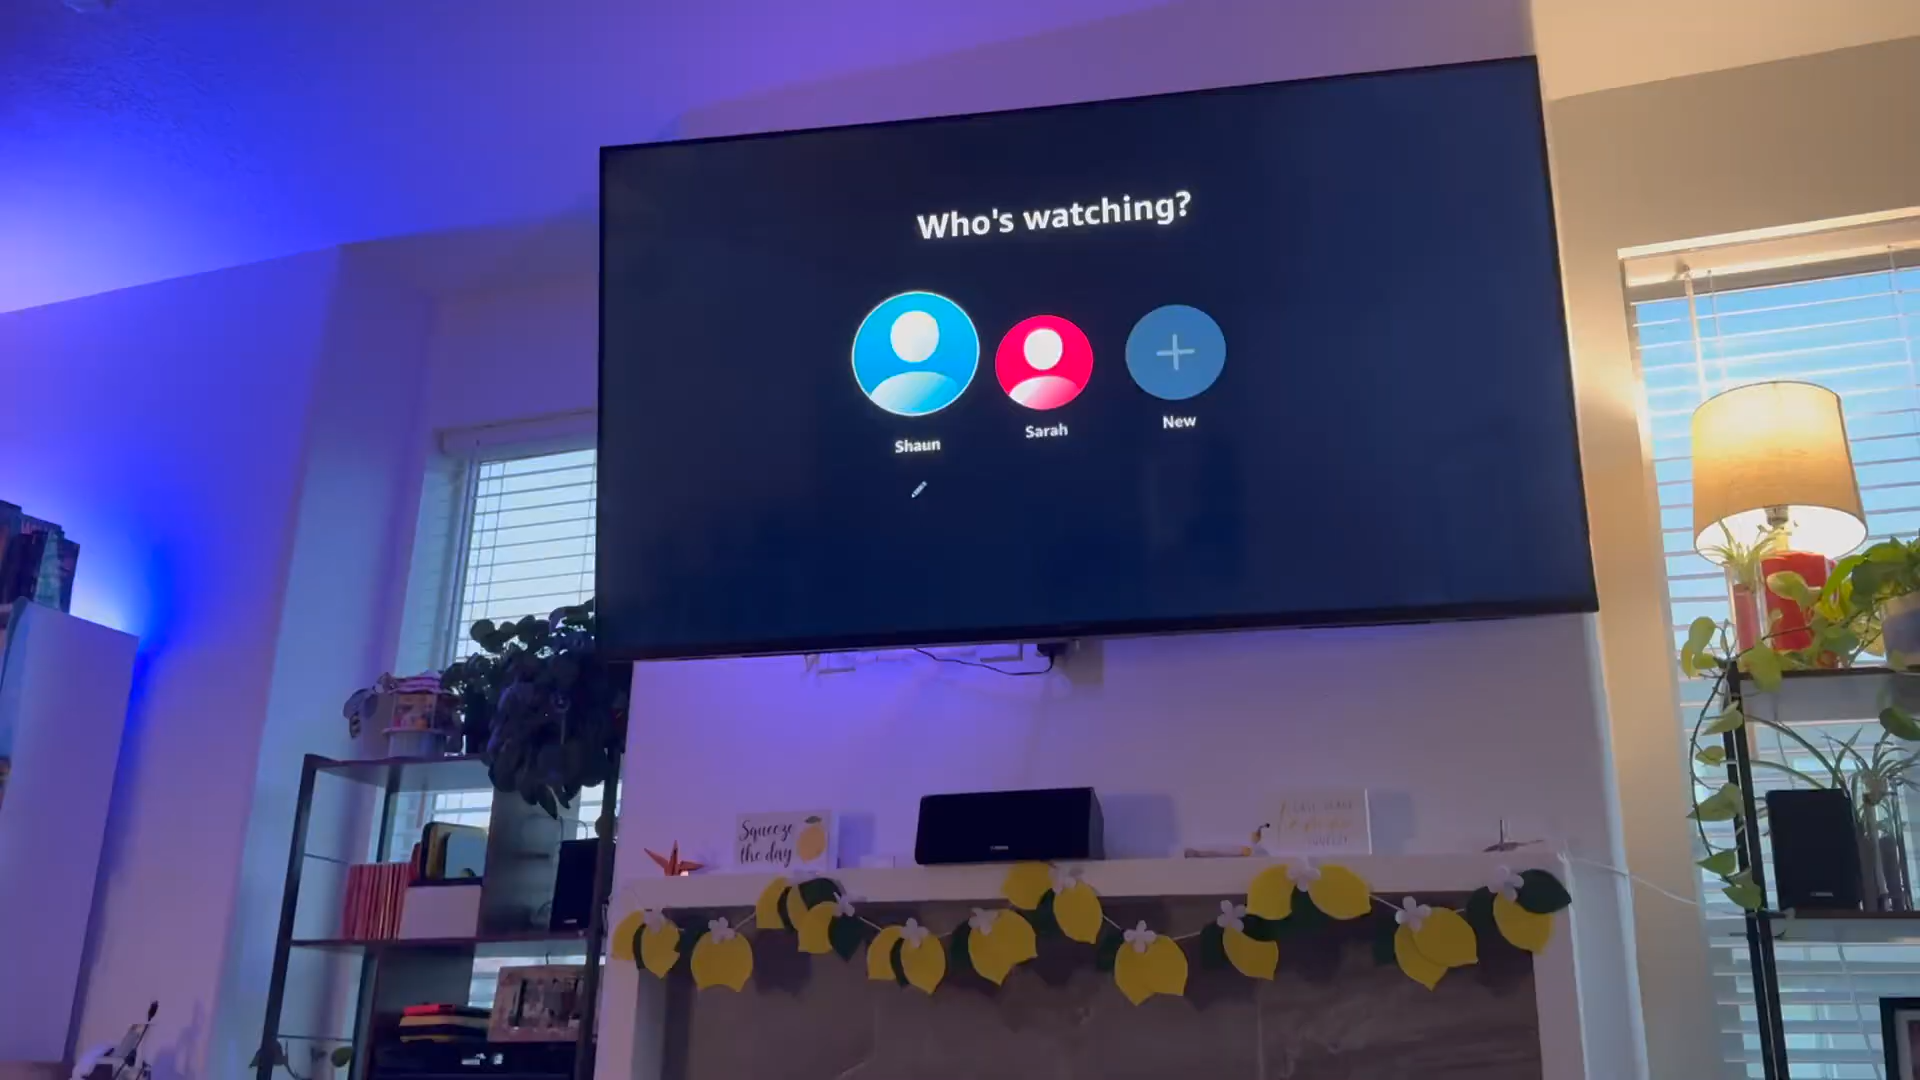 Who's watching?
Shaun
Sarah
New
Squeeze
the day